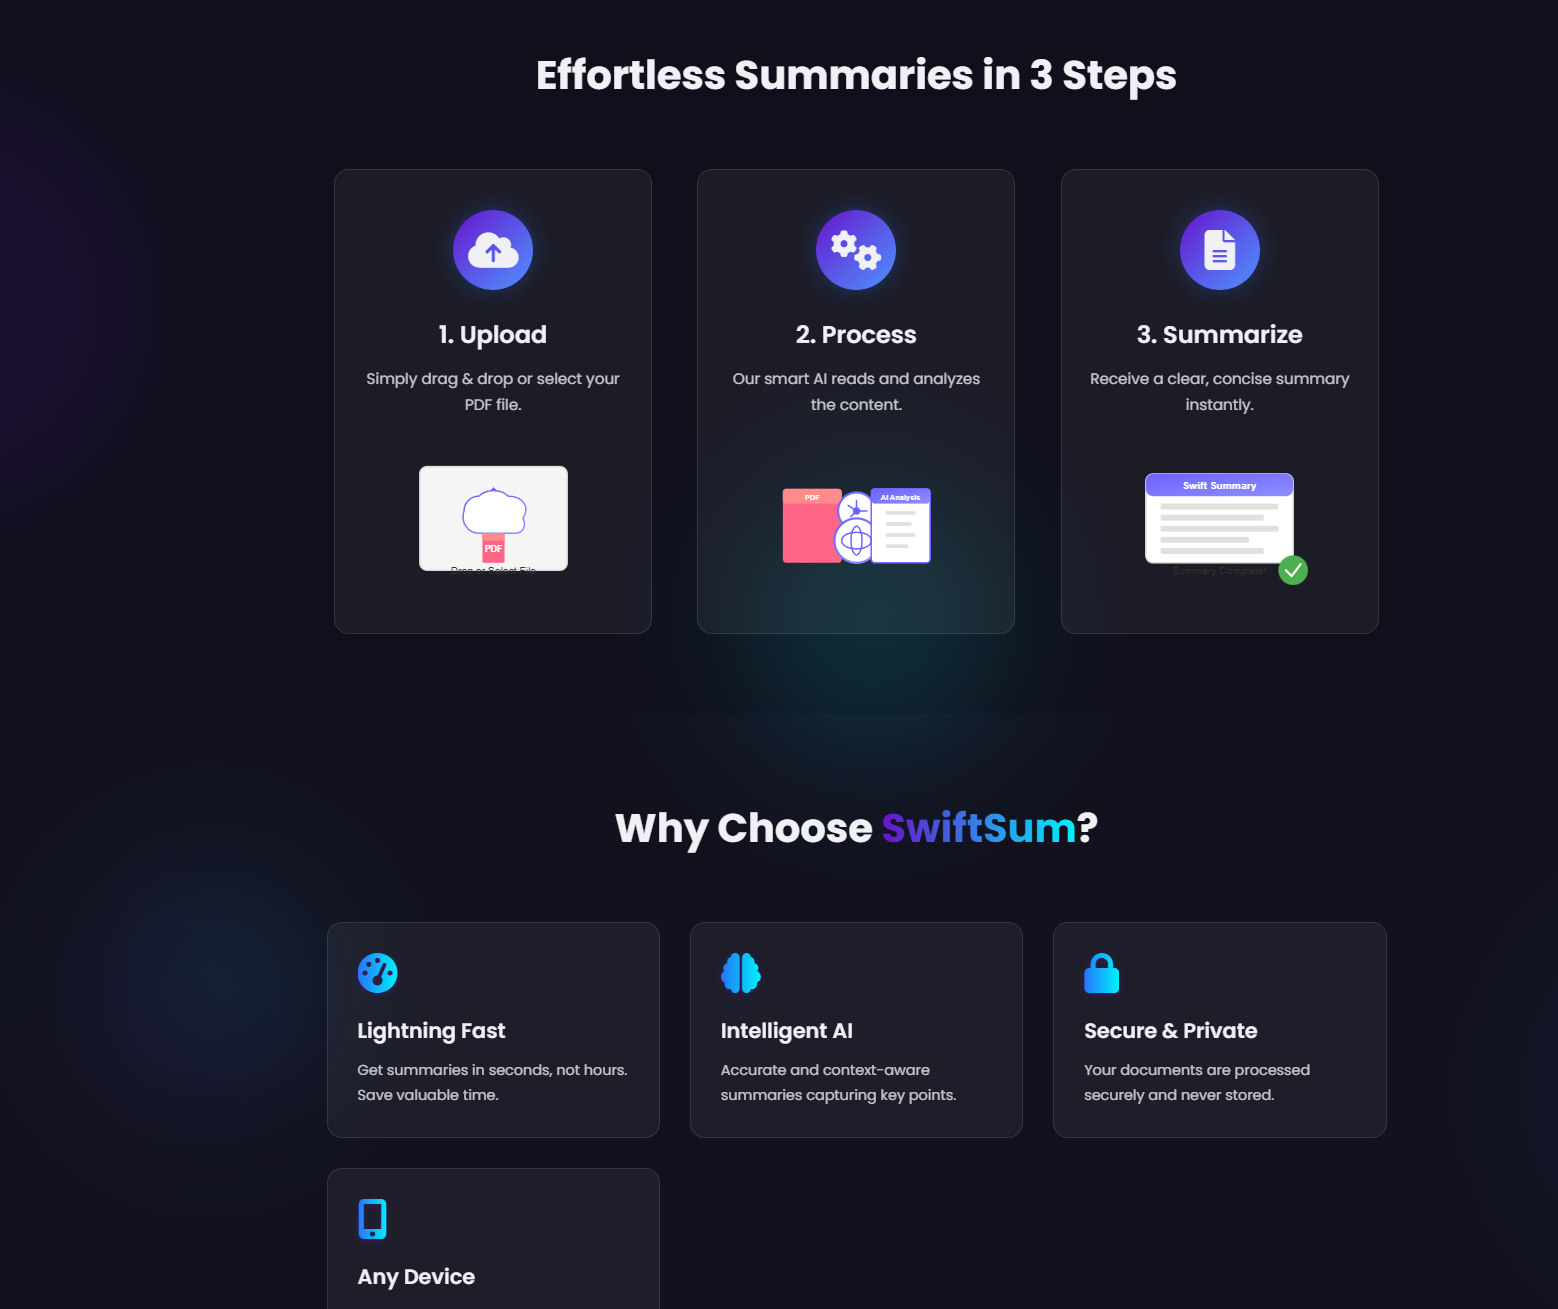 Effortless Summaries in 3 Steps
1. Upload
Simply drag & drop or select your
PDF file.
PDF
Drop or Select File
2. Process
Our smart AI reads and analyzes
the content.
PDF
AI Analysis
3. Summarize
Receive a clear, concise summary
instantly.
Swift Summary
Summary Complete!
Why Choose SwiftSum?
Lightning Fast
Get summaries in seconds, not hours.
Save valuable time.
Intelligent AI
Accurate and context-aware
summaries capturing key points.
Secure & Private
Your documents are processed
securely and never stored.
Any Device